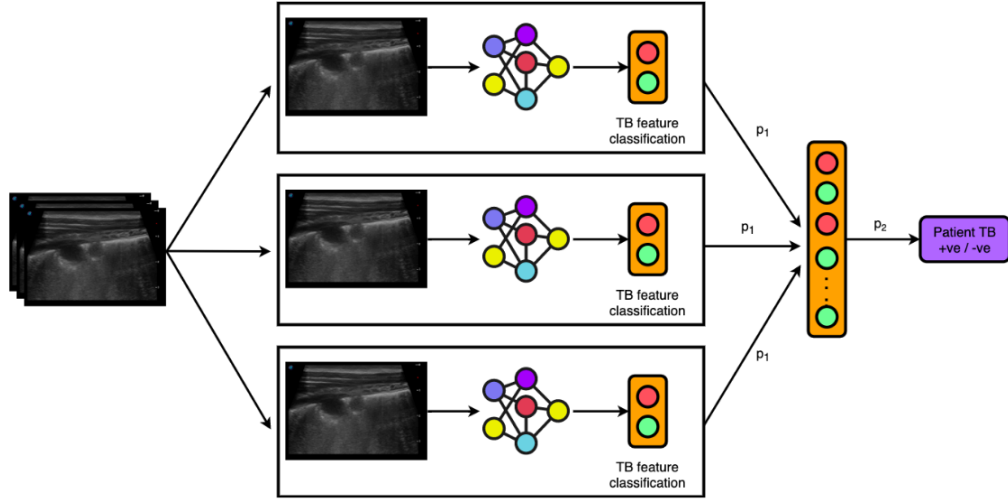 TB feature
classification
p1
TB feature
classification
p1
p2
Patient TB
+ve / -ve
TB feature
classification
p1